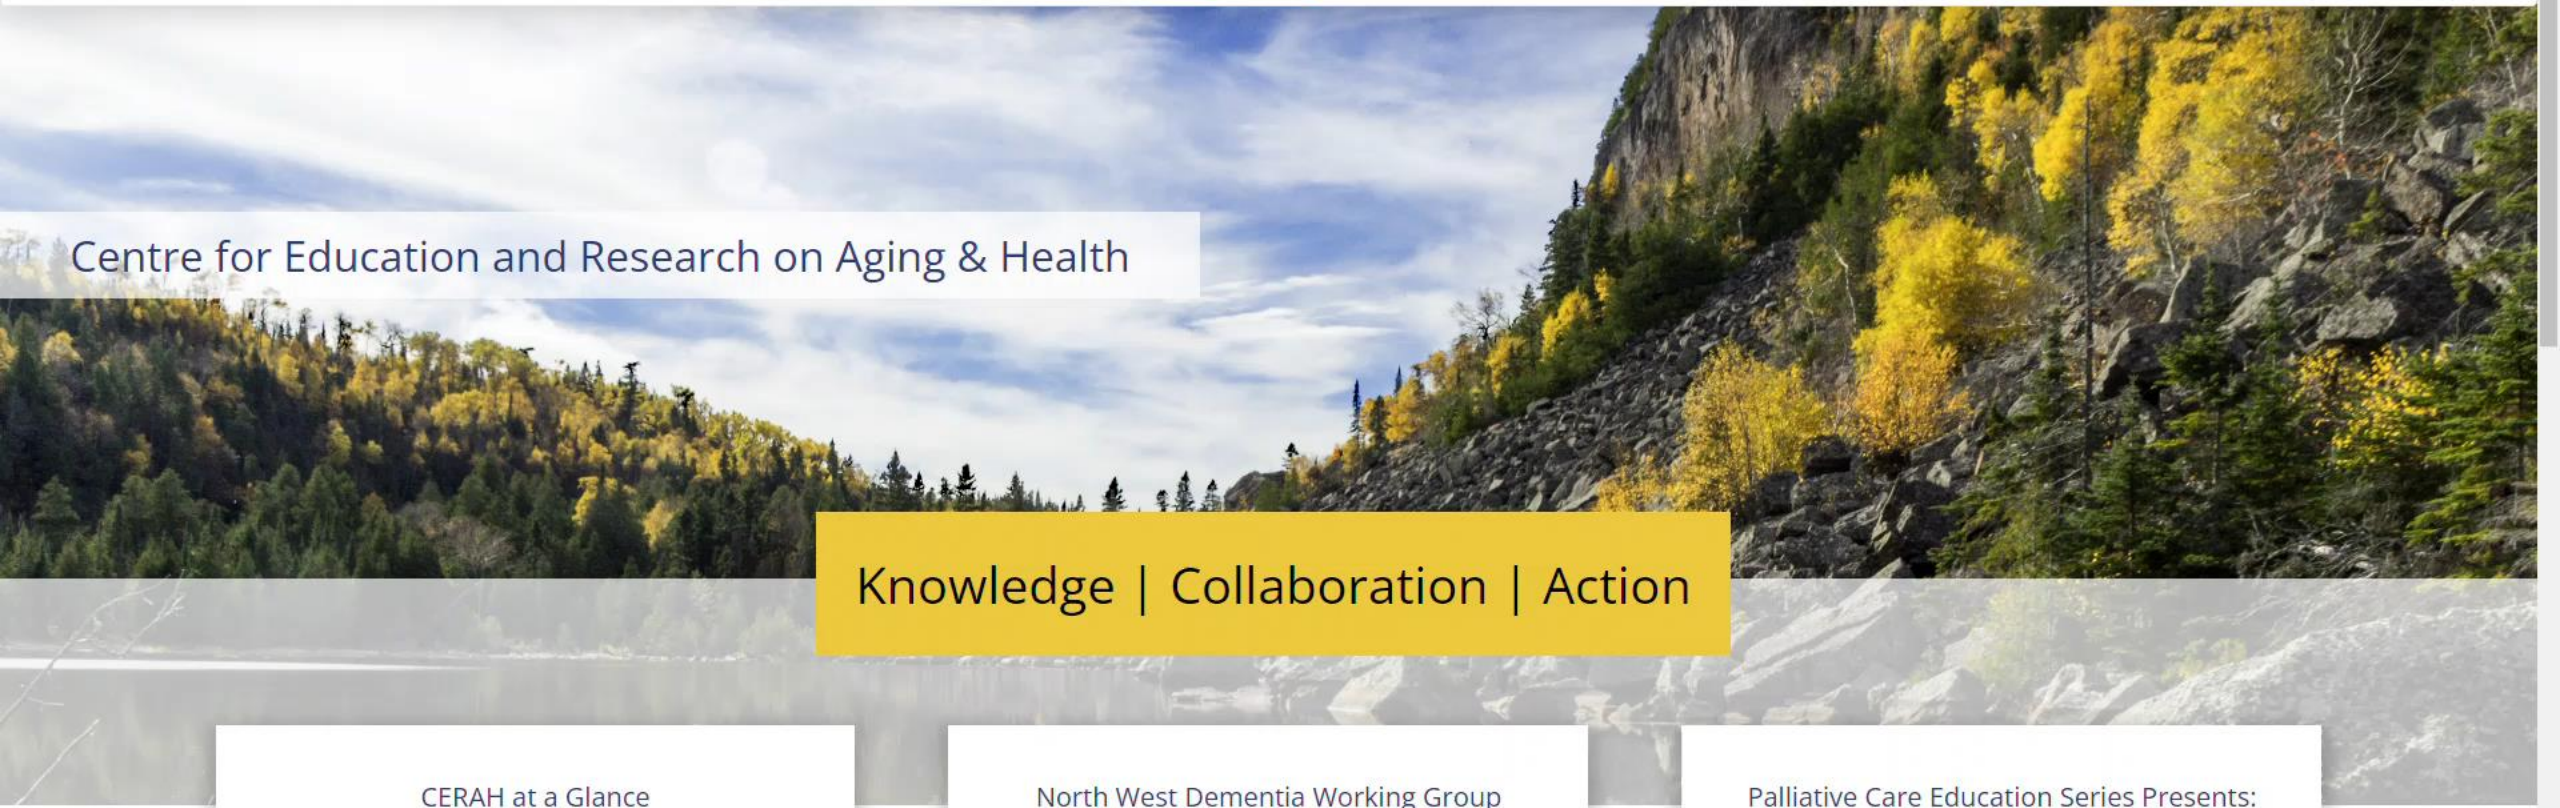 Centre for Education and Research on Aging & Health
Knowledge | Collaboration | Action
CERAH at a Glance
North West Dementia Working Group
Palliative Care Education Series Presents: